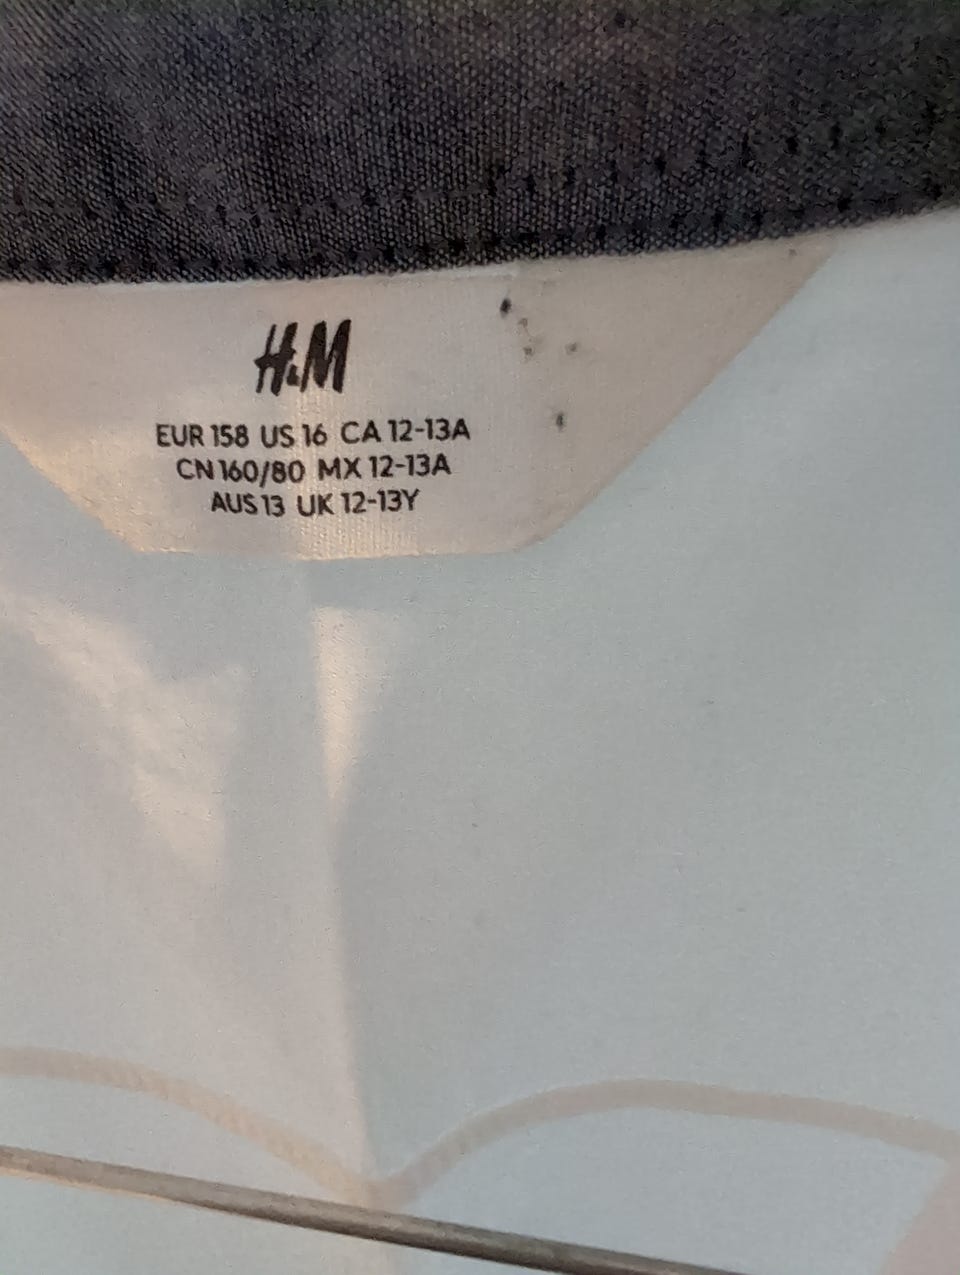 H&M
EUR 158 US 16 CA 12-13A
CN 160/80 MX 12-13A
AUS 13 UK 12-13Y